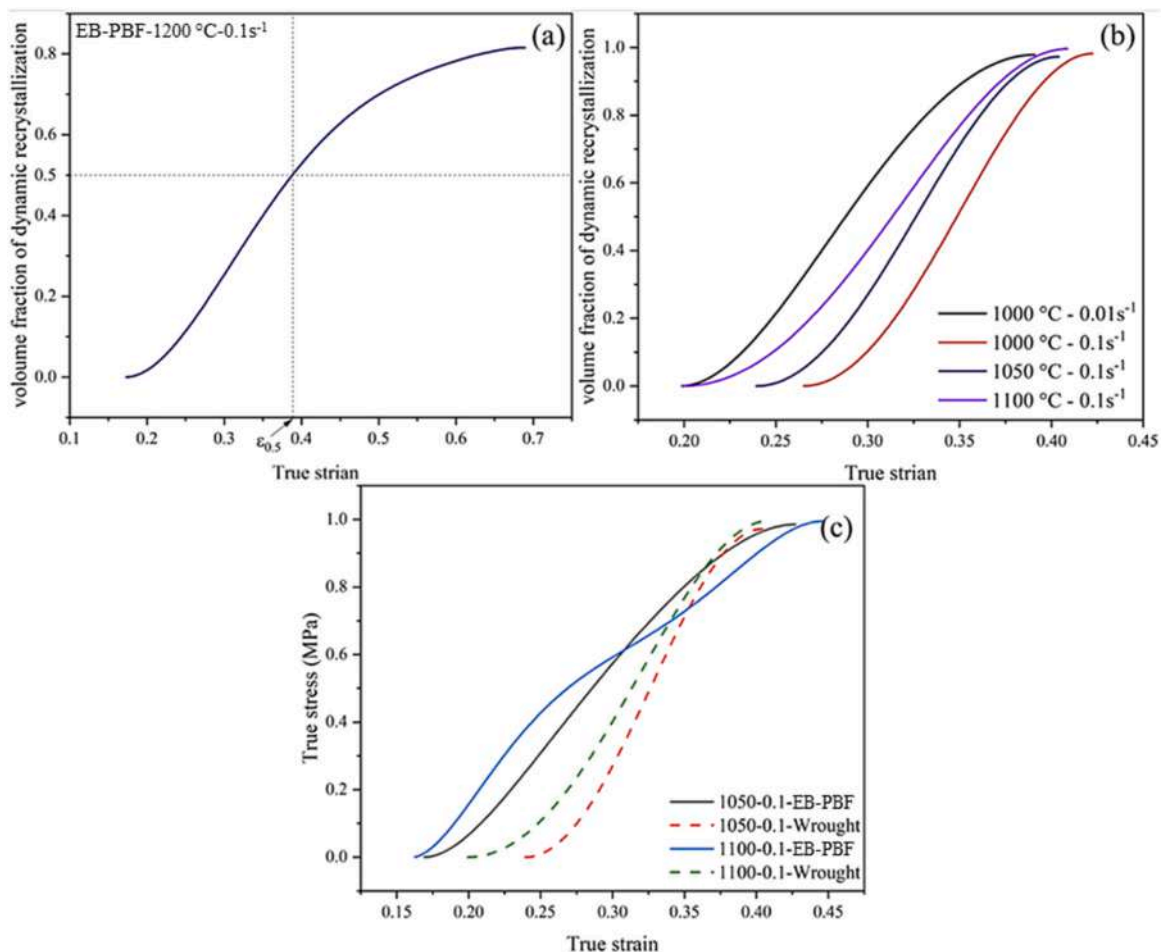 EB-PBF-1200 °C-0.1s⁻¹
(a)
voloume fraction of dynamic recrystallization
0.8
0.6
0.5
0.4
0.2
0.0
0.1
0.2
0.3
0.4
0.5
0.6
0.7
ε0.5
True strian
(b)
volume fraction of dynamic recrystallization
1.0
0.8
0.6
0.4
0.2
0.0
1000 °C - 0.01s⁻¹
1000 °C - 0.1s⁻¹
1050 °C - 0.1s⁻¹
1100 °C - 0.1s⁻¹
0.20
0.25
0.30
0.35
0.40
0.45
True strian
(c)
True stress (MPa)
1.0
0.8
0.6
0.4
0.2
0.0
1050-0.1-EB-PBF
1050-0.1-Wrought
1100-0.1-EB-PBF
1100-0.1-Wrought
0.15
0.20
0.25
0.30
0.35
0.40
0.45
True strain